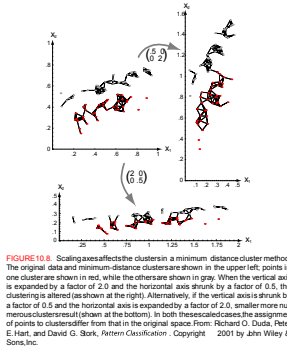 X₂
1.6
(.5 0
0 2)
1.4
X₂
1
1.2
.8
1
.6
.8
.4
.6
.2
.4
0
X₁
.2 .4 .6 .8 1
.2
(2 0
0 .5)
0
X₁
.1 .2 .3 .4 .5
X₂
.5
.4
.3
.2
.1
0
X₁
.25 .5 .75 1 1.25 1.5 1.75 2
FIGURE10.8. Scaling axes affects the clusters in a minimum distance cluster method.
The original data and minimum-distance clusters are shown in the upper left; points in
one cluster are shown in red, while the others are shown in gray. When the vertical axis
is expanded by a factor of 2.0 and the horizontal axis shrunk by a factor of 0.5, the
clustering is altered (as shown at the right). Alternatively, if the vertical axis is shrunk by
a factor of 0.5 and the horizontal axis is expanded by a factor of 2.0, smaller more nu-
merous clusters result (shown at the bottom). In both these scaled cases, the assignment
of points to clusters differ from that in the original space. From: Richard O. Duda, Peter
E. Hart, and David G. Stork, Pattern Classification. Copyright 2001 by John Wiley &
Sons, Inc.